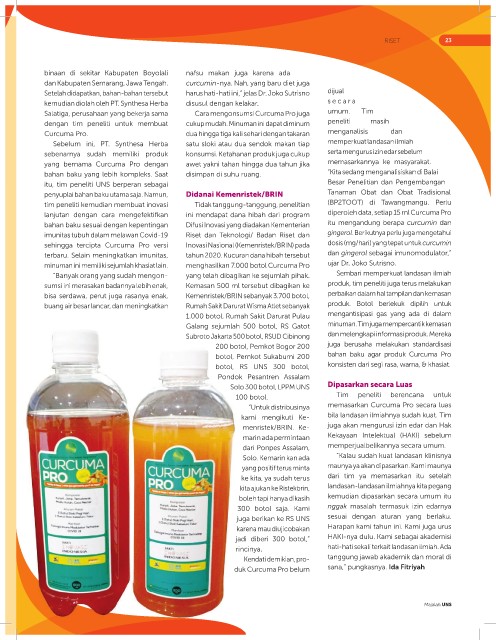 RISET
23
binaan di sekitar Kabupaten Boyolali
dan Kabupaten Semarang, Jawa Tengah.
Setelah didapatkan, bahan-bahan tersebut
kemudian diolah oleh PT. Synthesa Herba
Salatiga, perusahaan yang bekerja sama
dengan tim peneliti untuk membuat
Curcuma Pro.
Sebelum ini, PT. Synthesa Herba
sebenarnya sudah memiliki produk
yang bernama Curcuma Pro dengan
bahan baku yang lebih kompleks. Saat
itu, tim peneliti UNS berperan sebagai
penyuplai bahan baku utama saja. Namun,
tim peneliti kemudian membuat inovasi
lanjutan dengan cara mengefektifkan
bahan baku sesuai dengan kepentingan
imunitas tubuh dalam melawan Covid-19
sehingga tercipta Curcuma Pro versi
terbaru. Selain meningkatkan imunitas,
minuman ini memiliki sejumlah khasiat lain.
"Banyak orang yang sudah mengon-
sumsi ini merasakan badannya lebih enak,
bisa serdawa, perut juga rasanya enak,
buang air besar lancar, dan meningkatkan
nafsu makan juga karena ada
curcumin-nya. Nah, yang baru diet juga
harus hati-hati ini," jelas Dr. Joko Sutrisno
disusul dengan kelakar.
Cara mengonsumsi Curcuma Pro juga
cukup mudah. Minuman ini dapat diminum
dua hingga tiga kali sehari dengan takaran
satu sloki atau dua sendok makan tiap
konsumsi. Ketahanan produk juga cukup
awet yakni tahan hingga dua tahun jika
disimpan di suhu ruang.
Didanai Kemenristek/BRIN
Tidak tanggung-tanggung, penelitian
ini mendapat dana hibah dari program
Difusi Inovasi yang diadakan Kementerian
Riset dan Teknologi/ Badan Riset dan
Inovasi Nasional (Kemenristek/BRIN) pada
tahun 2020. Kucuran dana hibah tersebut
menghasilkan 7.000 botol Curcuma Pro
yang telah dibagikan ke sejumlah pihak.
Kemasan 500 ml tersebut dibagikan ke
Kemenristek/BRIN sebanyak 3.700 botol,
Rumah Sakit Darurat Wisma Atlet sebanyak
1.000 botol, Rumah Sakit Darurat Pulau
Galang sejumlah 500 botol, RS Gatot
Subroto Jakarta 500 botol, RSUD Cibinong
200 botol, Pemkot Bogor 200
botol, Pemkot Sukabumi 200
botol, RS UNS 300 botol,
Pondok Pesantren Assalam
Solo 300 botol, LPPM UNS
100 botol.
"Untuk distribusinya
kami mengikuti Ke-
menristek/BRIN. Ke-
marin ada permintaan
dari Ponpes Assalam,
Solo. Kemarin kan ada
yang positif terus minta
ke kita, ya sudah terus
kita ajukan ke Ristekbrin,
boleh tapi hanya dikasih
300 botol saja. Kami
juga berikan ke RS UNS
karena mau diujicobakan
jadi diberi 300 botol,"
rincinya.
Kendati demikian, pro-
duk Curcuma Pro belum
dijual
secara
umum. Tim
peneliti masih
menganalisis dan
memperkuat landasan ilmiah
serta mengurus izin edar sebelum
memasarkannya ke masyarakat.
"Kita sedang menganalisiskan di Balai
Besar Penelitian dan Pengembangan
Tanaman Obat dan Obat Tradisional
(BP2TOOT) di Tawangmangu. Perlu
diperoleh data, setiap 15 ml Curcuma Pro
itu mengandung berapa curcumin dan
gingerol. Berikutnya perlu juga mengetahui
dosis (mg/hari) yang tepat untuk curcumin
dan gingerol sebagai imunomodulator,"
ujar Dr. Joko Sutrisno.
Sembari memperkuat landasan ilmiah
produk, tim peneliti juga terus melakukan
perbaikan dalam hal tampilan dan kemasan
produk. Botol berlekuk dipilih untuk
mengantisipasi gas yang ada di dalam
minuman. Tim juga mempercantik kemasan
dan melengkapi informasi produk. Mereka
juga berusaha melakukan standardisasi
bahan baku agar produk Curcuma Pro
konsisten dari segi rasa, warna, & khasiat.
Dipasarkan secara Luas
Tim peneliti berencana untuk
memasarkan Curcuma Pro secara luas
bila landasan ilmiahnya sudah kuat. Tim
juga akan mengurusi izin edar dan Hak
Kekayaan Intelektual (HAKI) sebelum
memperjualbelikannya secara umum.
"Kalau sudah kuat landasan klinisnya
maunya ya akan dipasarkan. Kami maunya
dari tim ya memasarkan itu setelah
landasan-landasan ilmiahnya kita pegang
kemudian dipasarkan secara umum itu
nggak masalah termasuk izin edarnya
sesuai dengan aturan yang berlaku.
Harapan kami tahun ini. Kami juga urus
HAKI-nya dulu. Kami sebagai akademisi
hati-hati sekali terkait landasan ilmiah. Ada
tanggung jawab akademik dan moral di
sana," pungkasnya. Ida Fitriyah
CURCUMA
PRO
CURCUMA
PRO
Majalah UNS